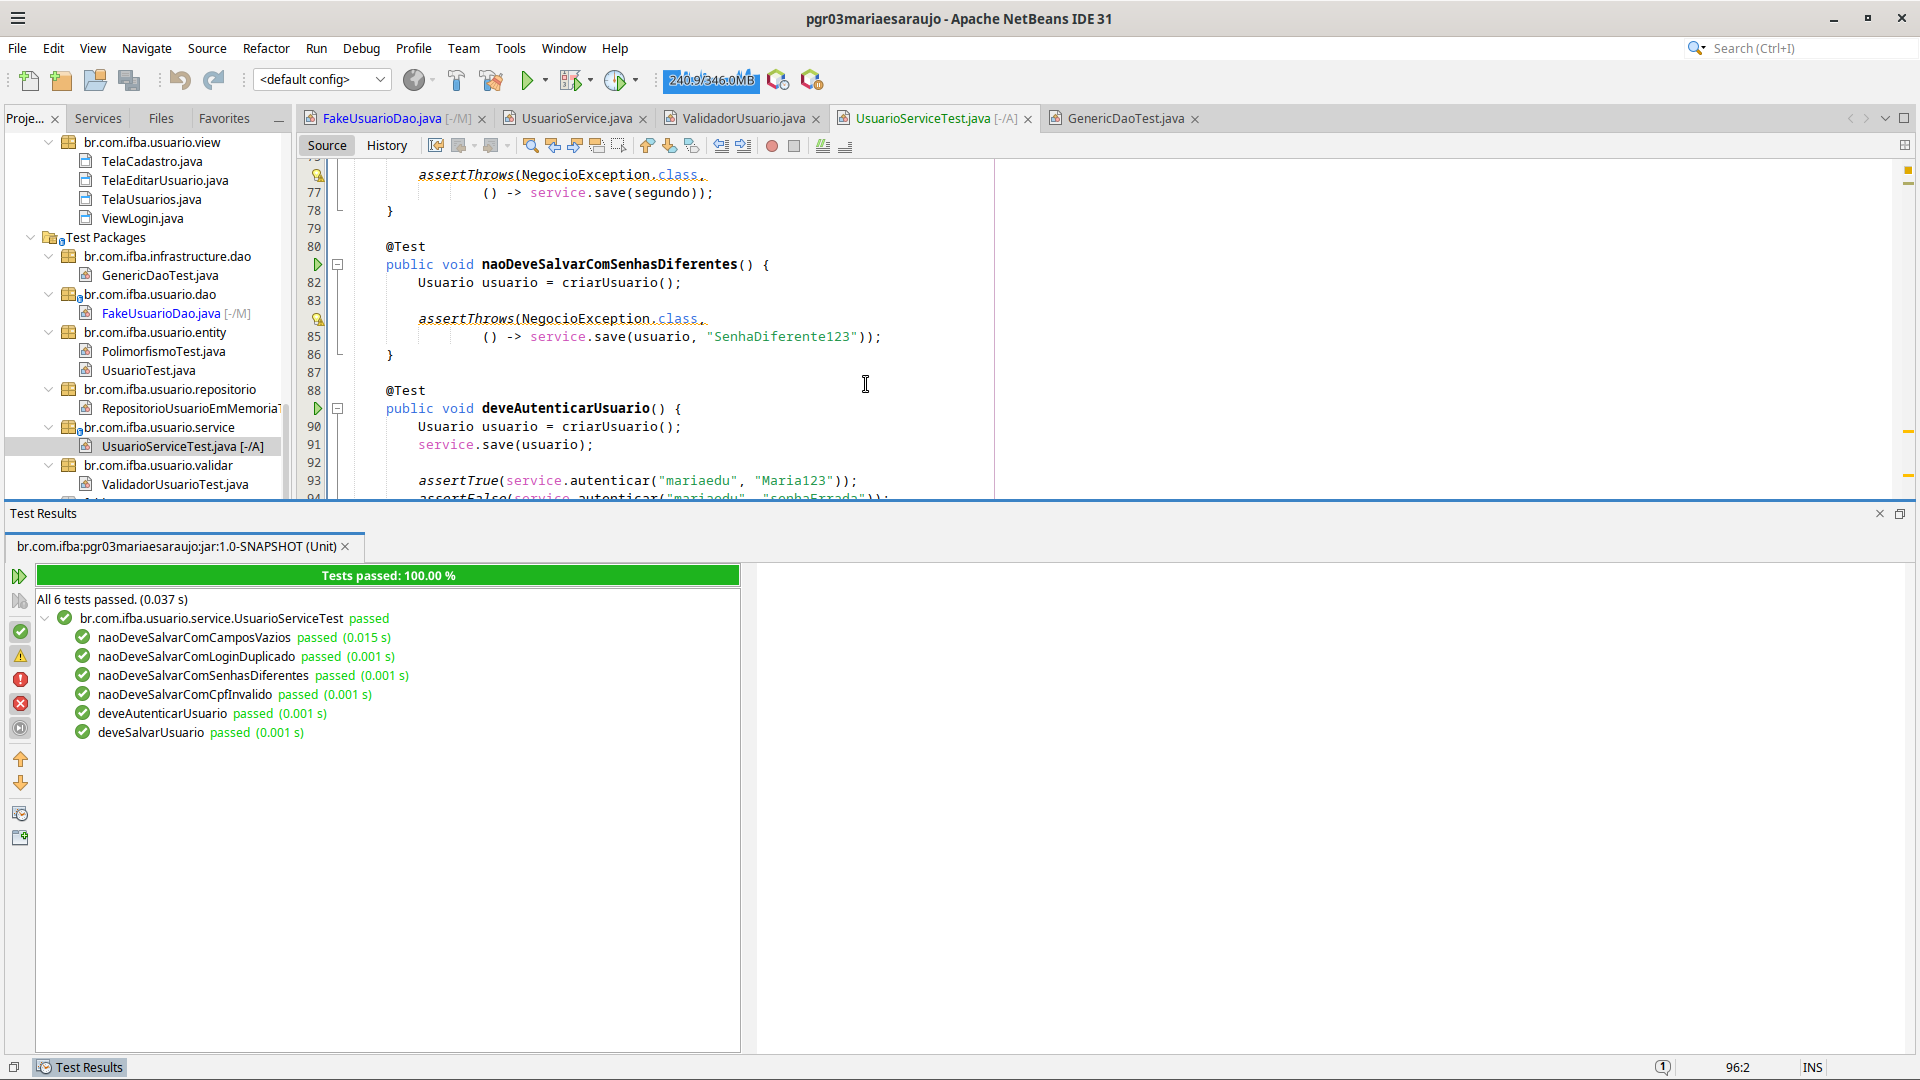 pgr03mariaesaraujo - Apache NetBeans IDE 31
File Edit View Navigate Source Refactor Run Debug Profile Team Tools Window Help
Search (Ctrl+I)
<default config>
240.9/346.0MB
Proje... Services Files Favorites
FakeUsuarioDao.java [-/M] UsuarioService.java ValidadorUsuario.java UsuarioServiceTest.java [-/A] GenericDaoTest.java
Source History
br.com.ifba.usuario.view
TelaCadastro.java
TelaEditarUsuario.java
TelaUsuarios.java
ViewLogin.java
Test Packages
br.com.ifba.infrastructure.dao
GenericDaoTest.java
br.com.ifba.usuario.dao
FakeUsuarioDao.java [-/M]
br.com.ifba.usuario.entity
PolimorfismoTest.java
UsuarioTest.java
br.com.ifba.usuario.repositorio
RepositorioUsuarioEmMemoriaT
br.com.ifba.usuario.service
UsuarioServiceTest.java [-/A]
br.com.ifba.usuario.validar
ValidadorUsuarioTest.java
assertThrows(NegocioException.class,
77 () -> service.save(segundo));
78 }
79
80 @Test
public void naoDeveSalvarComSenhasDiferentes() {
82 Usuario usuario = criarUsuario();
83
assertThrows(NegocioException.class,
85 () -> service.save(usuario, "SenhaDiferente123"));
86 }
87
88 @Test
public void deveAutenticarUsuario() {
90 Usuario usuario = criarUsuario();
91 service.save(usuario);
92
93 assertTrue(service.autenticar("mariaedu", "Maria123"));
94 assertFalse(service.autenticar("mariaedu", "senhaErrada"));
Test Results
br.com.ifba:pgr03mariaesaraujo:jar:1.0-SNAPSHOT (Unit)
Tests passed: 100.00 %
All 6 tests passed. (0.037 s)
br.com.ifba.usuario.service.UsuarioServiceTest passed
naoDeveSalvarComCamposVazios passed (0.015 s)
naoDeveSalvarComLoginDuplicado passed (0.001 s)
naoDeveSalvarComSenhasDiferentes passed (0.001 s)
naoDeveSalvarComCpfInvalido passed (0.001 s)
deveAutenticarUsuario passed (0.001 s)
deveSalvarUsuario passed (0.001 s)
Test Results
1
96:2
INS